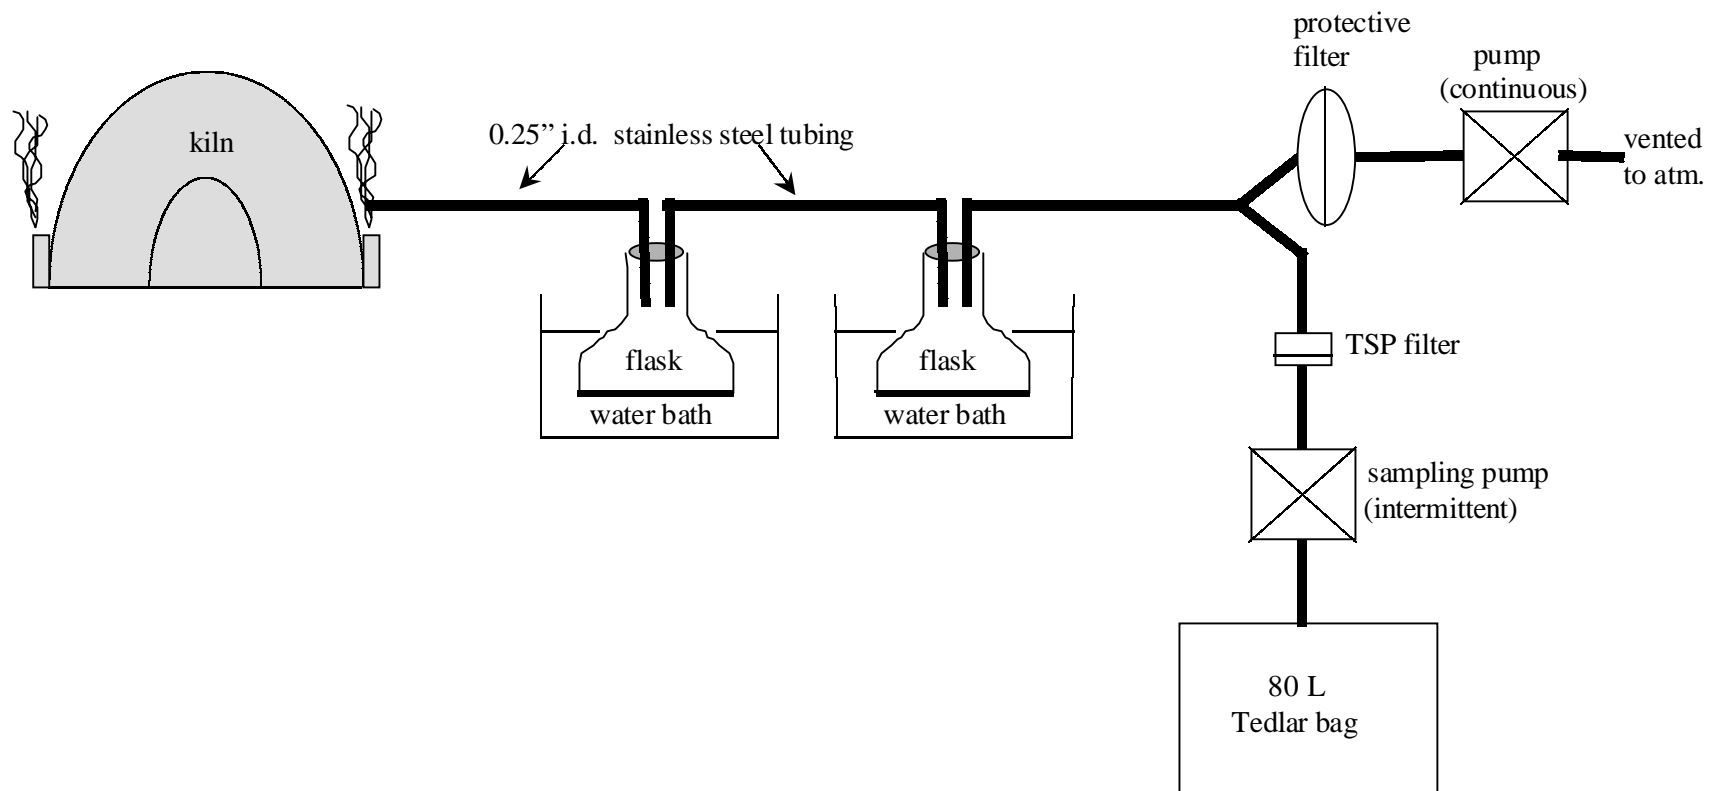 protective
filter
pump
(continuous)
vented
to atm.
kiln
0.25” i.d. stainless steel tubing
flask
water bath
flask
water bath
TSP filter
sampling pump
(intermittent)
80 L
Tedlar bag